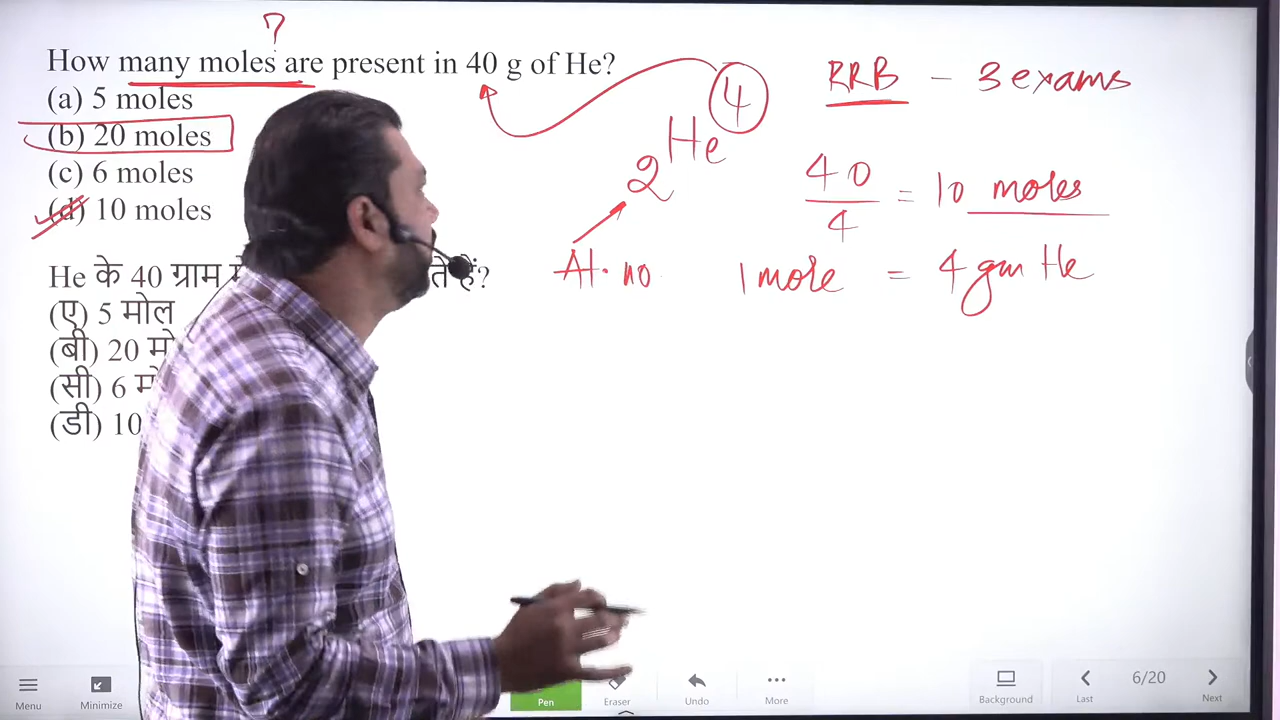 ?
How many moles are present in 40 g of He?
(a) 5 moles
(b) 20 moles
(c) 6 moles
(d) 10 moles
He के 40 ग्राम
ते हैं?
(ए) 5 मोल
(बी) 20
(सी) 6
(डी) 10
4
He
2
At. no
RRB - 3 exams
40
4
= 10 moles
1 mole = 4 gm He
Menu
Minimize
Pen
Eraser
Undo
More
Background
Last
6/20
Next